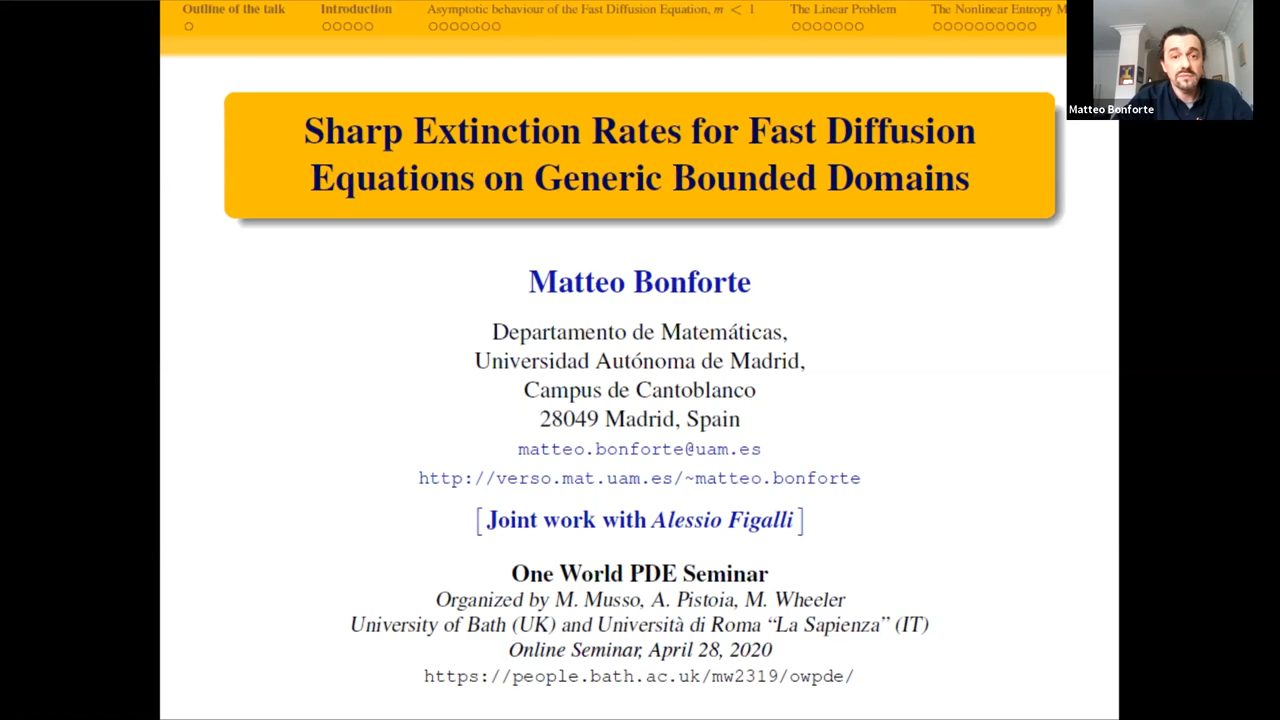 Outline of the talk
Introduction
Asymptotic behaviour of the Fast Diffusion Equation, m < 1
The Linear Problem
The Nonlinear Entropy M
Matteo Bonforte
Sharp Extinction Rates for Fast Diffusion
Equations on Generic Bounded Domains
Matteo Bonforte
Departamento de Matemáticas,
Universidad Autónoma de Madrid,
Campus de Cantoblanco
28049 Madrid, Spain
matteo.bonforte@uam.es
http://verso.mat.uam.es/~matteo.bonforte
[Joint work with Alessio Figalli]
One World PDE Seminar
Organized by M. Musso, A. Pistoia, M. Wheeler
University of Bath (UK) and Università di Roma “La Sapienza” (IT)
Online Seminar, April 28, 2020
https://people.bath.ac.uk/mw2319/owpde/